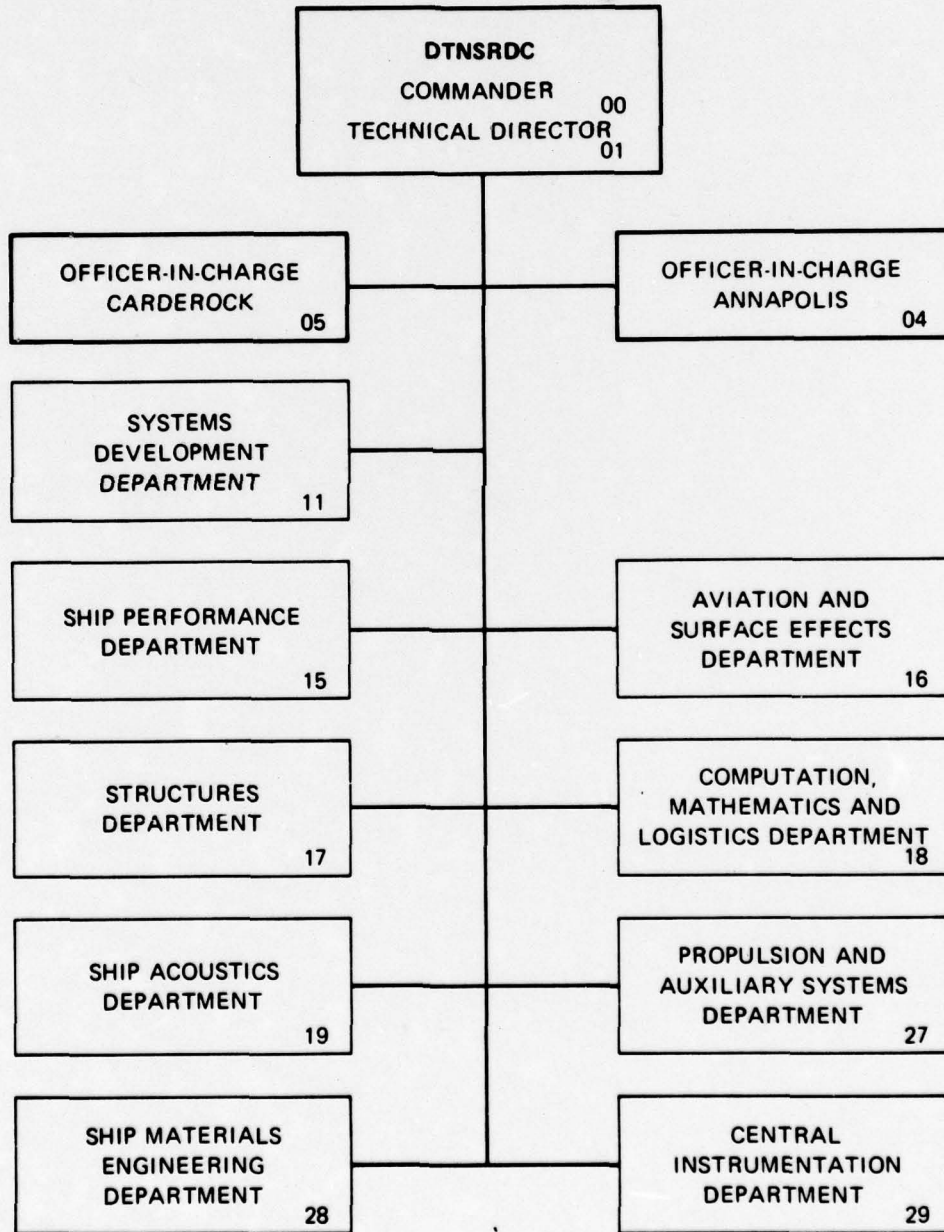 DTNSRDC
COMMANDER
00
TECHNICAL DIRECTOR
01
OFFICER-IN-CHARGE
CARDEROCK
05
OFFICER-IN-CHARGE
ANNAPOLIS
04
SYSTEMS
DEVELOPMENT
DEPARTMENT
11
SHIP PERFORMANCE
DEPARTMENT
15
AVIATION AND
SURFACE EFFECTS
DEPARTMENT
16
STRUCTURES
DEPARTMENT
17
COMPUTATION,
MATHEMATICS AND
LOGISTICS DEPARTMENT
18
SHIP ACOUSTICS
DEPARTMENT
19
PROPULSION AND
AUXILIARY SYSTEMS
DEPARTMENT
27
SHIP MATERIALS
ENGINEERING
DEPARTMENT
28
CENTRAL
INSTRUMENTATION
DEPARTMENT
29